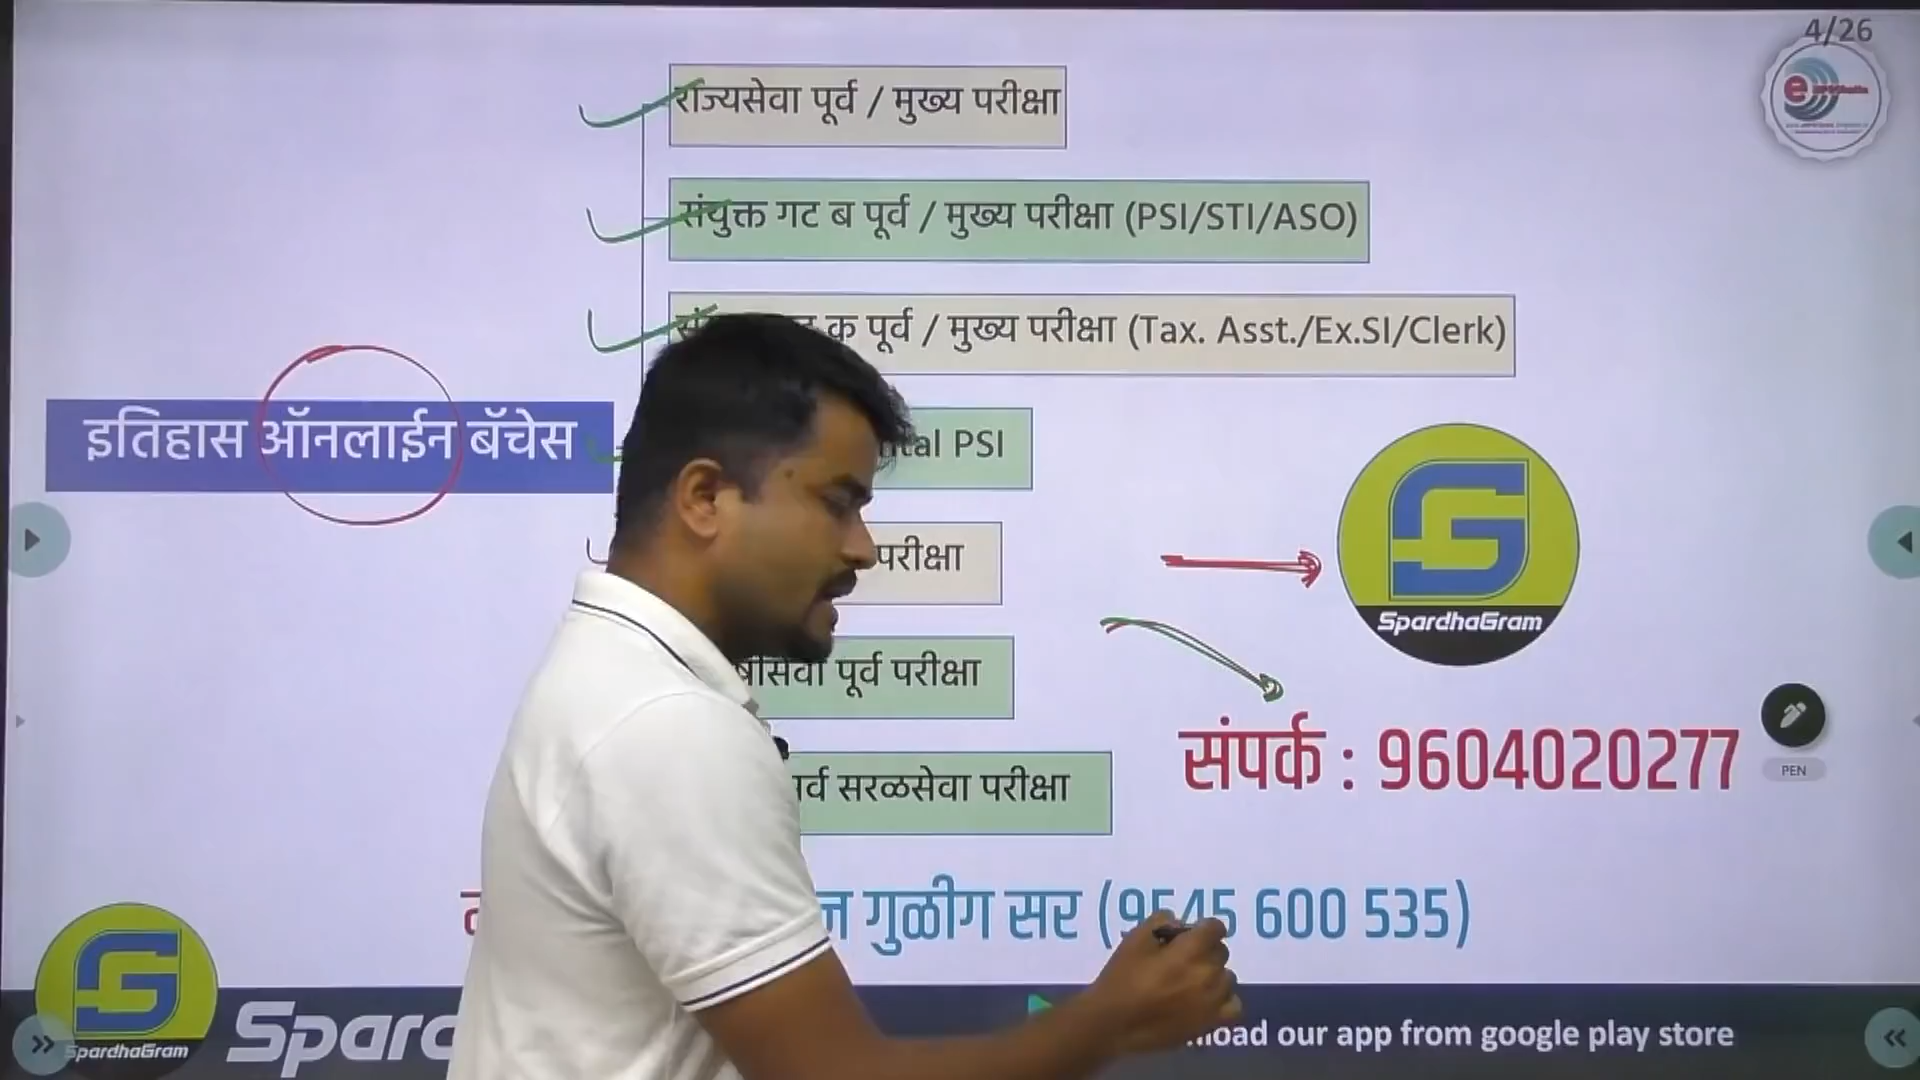 4/26
राज्यसेवा पूर्व / मुख्य परीक्षा
संयुक्त गट ब पूर्व / मुख्य परीक्षा (PSI/STI/ASO)
क पूर्व / मुख्य परीक्षा (Tax. Asst./Ex.SI/Clerk)
इतिहास ऑनलाईन बॅचेस
PSI
परीक्षा
SpardhaGram
पूर्व परीक्षा
संपर्क : 9604020277
PEN
सरळसेवा परीक्षा
गुळीग सर (9545 600 535)
SpardhaGram
our app from google play store